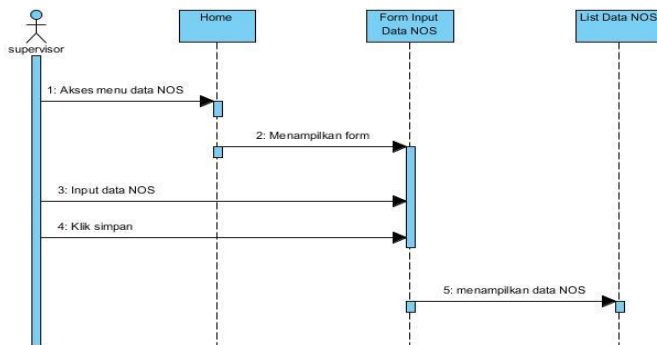 Home
Form Input
Data NOS
List Data NOS
supervisor
1: Akses menu data NOS
2: Menampilkan form
3: Input data NOS
4: Klik simpan
5: menampilkan data NOS